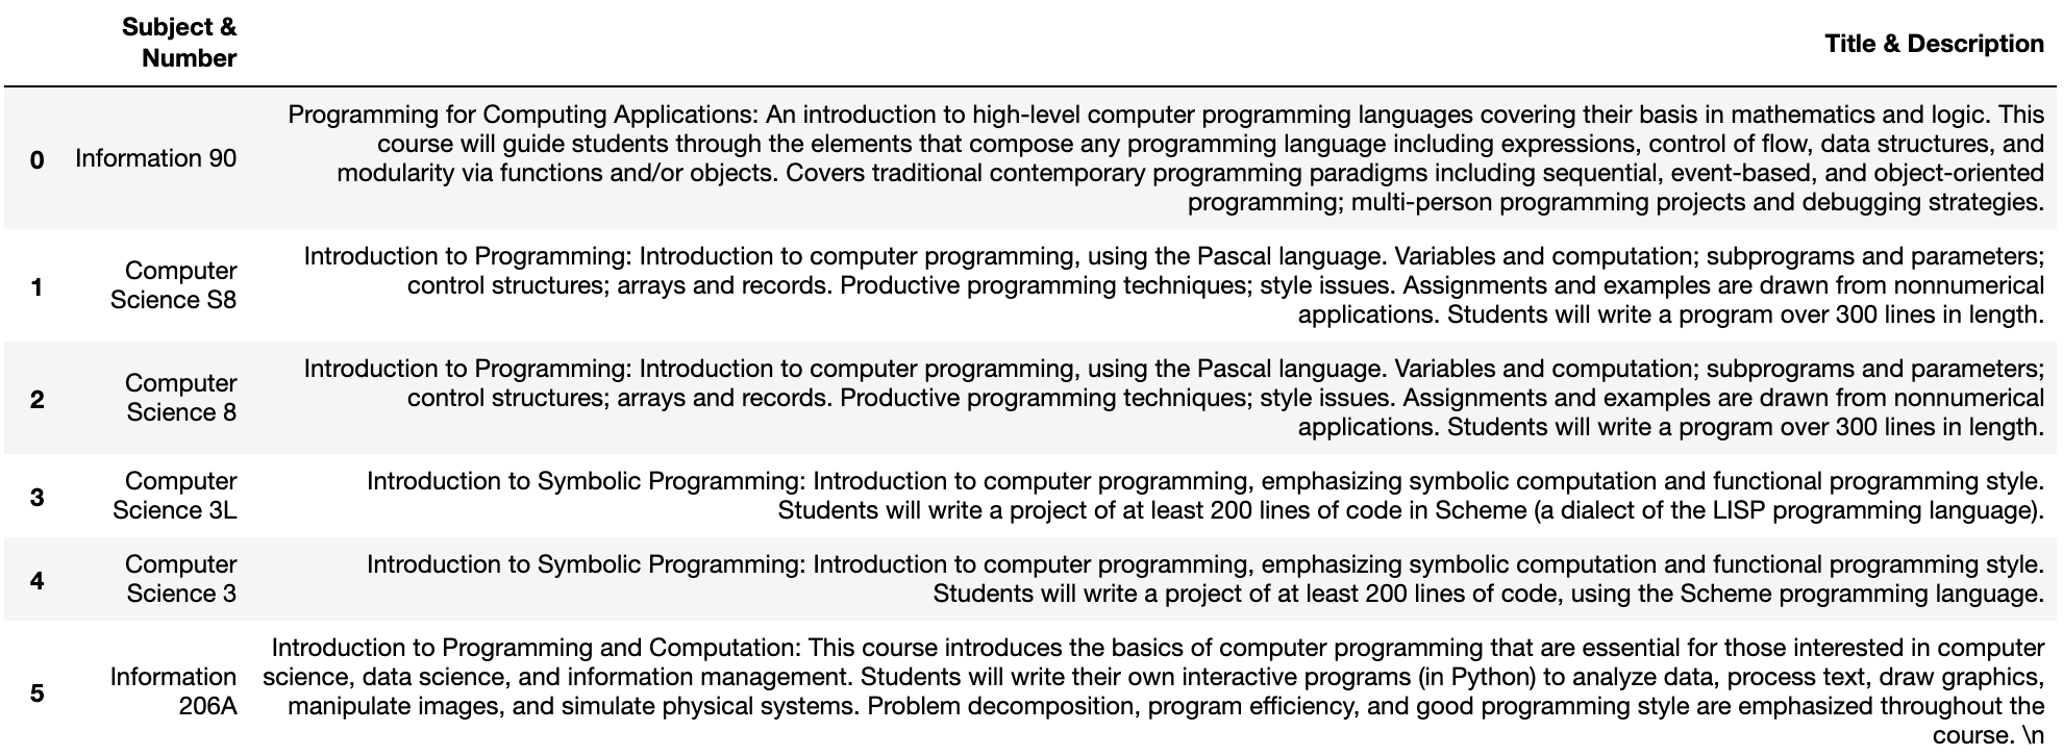 Subject &
Number
Title & Description
0
Information 90
Programming for Computing Applications: An introduction to high-level computer programming languages covering their basis in mathematics and logic. This
course will guide students through the elements that compose any programming language including expressions, control of flow, data structures, and
modularity via functions and/or objects. Covers traditional contemporary programming paradigms including sequential, event-based, and object-oriented
programming; multi-person programming projects and debugging strategies.
1
Computer
Science S8
Introduction to Programming: Introduction to computer programming, using the Pascal language. Variables and computation; subprograms and parameters;
control structures; arrays and records. Productive programming techniques; style issues. Assignments and examples are drawn from nonnumerical
applications. Students will write a program over 300 lines in length.
2
Computer
Science 8
Introduction to Programming: Introduction to computer programming, using the Pascal language. Variables and computation; subprograms and parameters;
control structures; arrays and records. Productive programming techniques; style issues. Assignments and examples are drawn from nonnumerical
applications. Students will write a program over 300 lines in length.
3
Computer
Science 3L
Introduction to Symbolic Programming: Introduction to computer programming, emphasizing symbolic computation and functional programming style.
Students will write a project of at least 200 lines of code in Scheme (a dialect of the LISP programming language).
4
Computer
Science 3
Introduction to Symbolic Programming: Introduction to computer programming, emphasizing symbolic computation and functional programming style.
Students will write a project of at least 200 lines of code, using the Scheme programming language.
5
Information
206A
Introduction to Programming and Computation: This course introduces the basics of computer programming that are essential for those interested in computer
science, data science, and information management. Students will write their own interactive programs (in Python) to analyze data, process text, draw graphics,
manipulate images, and simulate physical systems. Problem decomposition, program efficiency, and good programming style are emphasized throughout the
course. \n